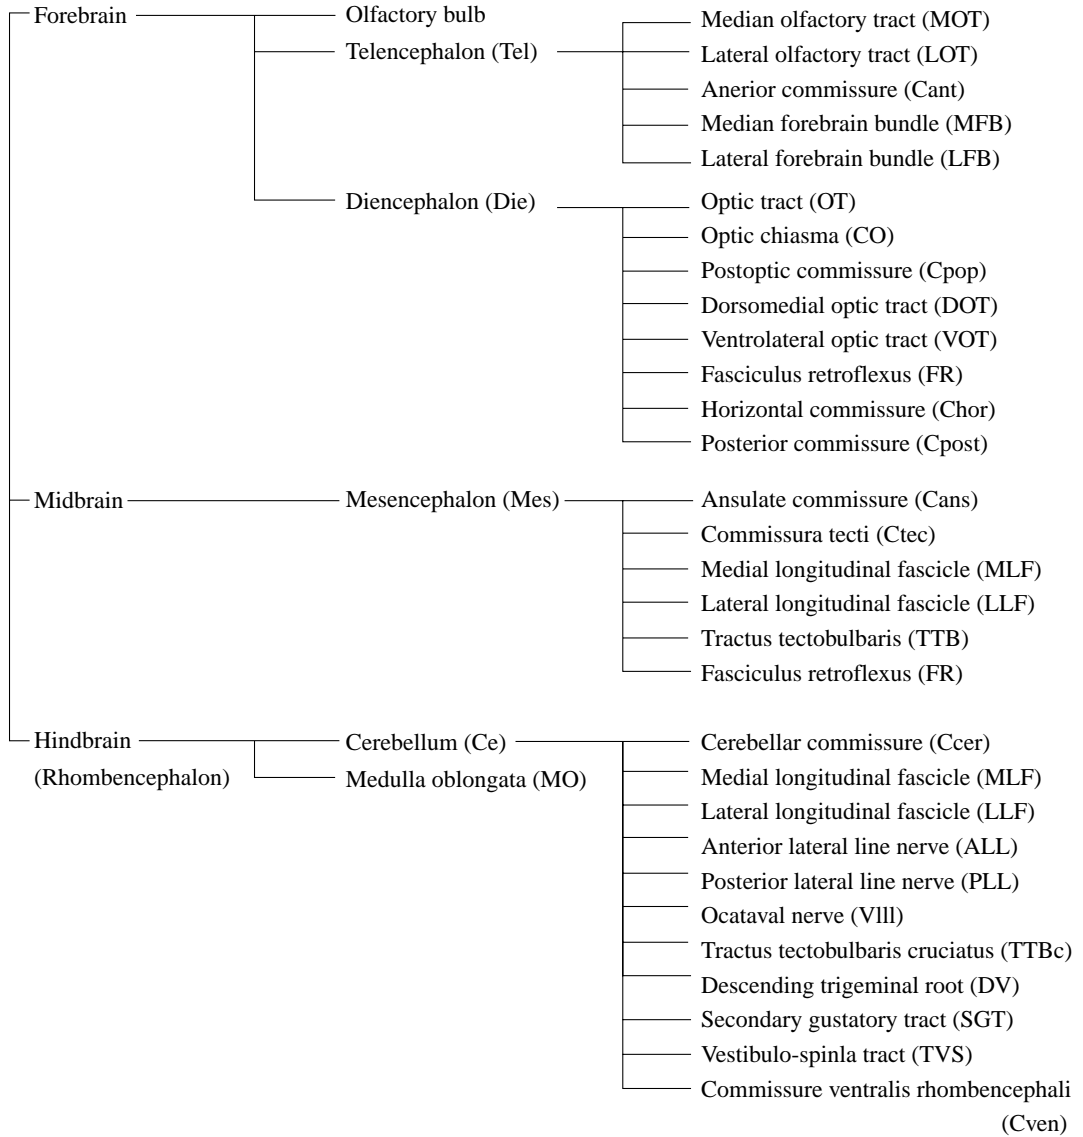 Forebrain
Olfactory bulb
Telencephalon (Tel)
Median olfactory tract (MOT)
Lateral olfactory tract (LOT)
Anerior commissure (Cant)
Median forebrain bundle (MFB)
Lateral forebrain bundle (LFB)
Diencephalon (Die)
Optic tract (OT)
Optic chiasma (CO)
Postoptic commissure (Cpop)
Dorsomedial optic tract (DOT)
Ventrolateral optic tract (VOT)
Fasciculus retroflexus (FR)
Horizontal commissure (Chor)
Posterior commissure (Cpost)
Midbrain
Mesencephalon (Mes)
Ansulate commissure (Cans)
Commissura tecti (Ctec)
Medial longitudinal fascicle (MLF)
Lateral longitudinal fascicle (LLF)
Tractus tectobulbaris (TTB)
Fasciculus retroflexus (FR)
Hindbrain
(Rhombencephalon)
Cerebellum (Ce)
Medulla oblongata (MO)
Cerebellar commissure (Ccer)
Medial longitudinal fascicle (MLF)
Lateral longitudinal fascicle (LLF)
Anterior lateral line nerve (ALL)
Posterior lateral line nerve (PLL)
Ocataval nerve (Vlll)
Tractus tectobulbaris cruciatus (TTBc)
Descending trigeminal root (DV)
Secondary gustatory tract (SGT)
Vestibulo-spinla tract (TVS)
Commissure ventralis rhombencephali
(Cven)